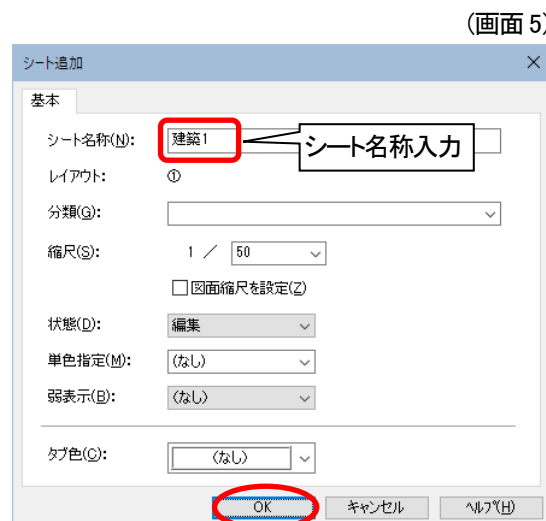 (画面 5)
シート追加
基本
シート名称(N): 建築1
シート名称入力
レイアウト: ①
分類(G):
縮尺(S): 1 ／ 50
図面縮尺を設定(Z)
状態(D): 編集
単色指定(M): (なし)
弱表示(B): (なし)
タブ色(C): (なし)
OK キャンセル ヘルプ(H)